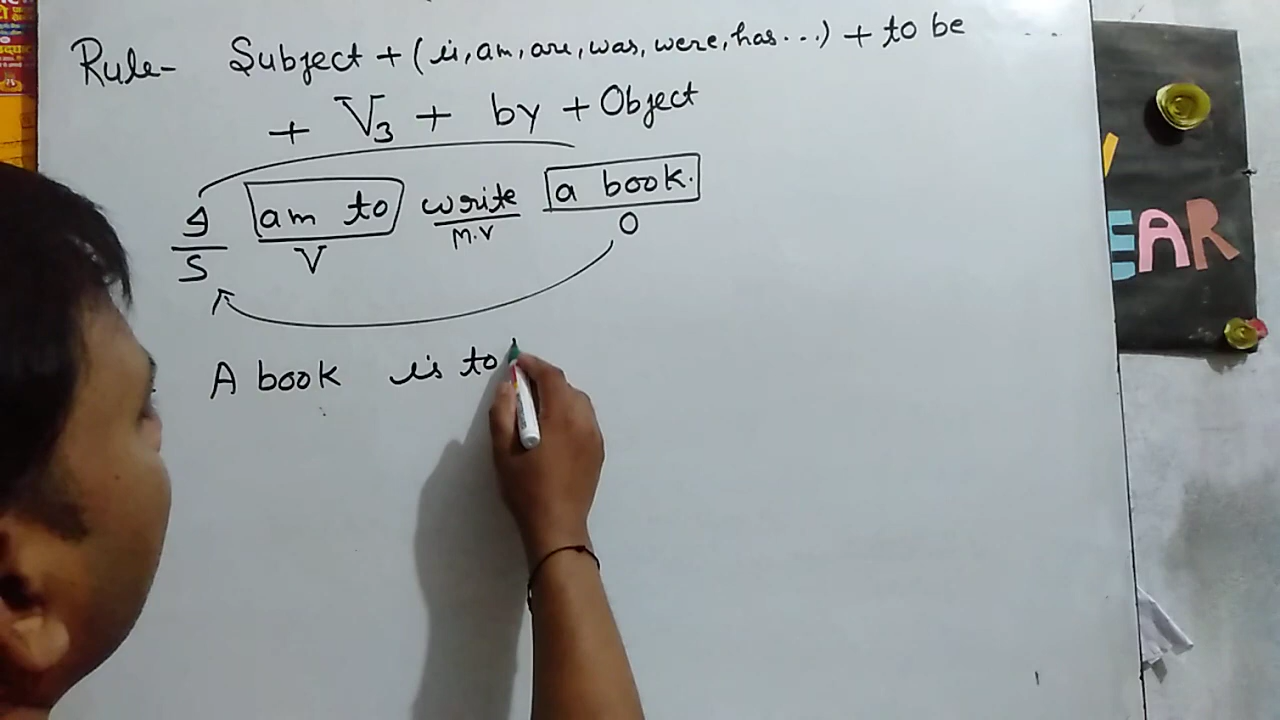 Rule- Subject + (is, am, are, was, were, has...) + to be
+ V3 + by + Object
I am to write a book.
S V M.V O
A book is to
EAR